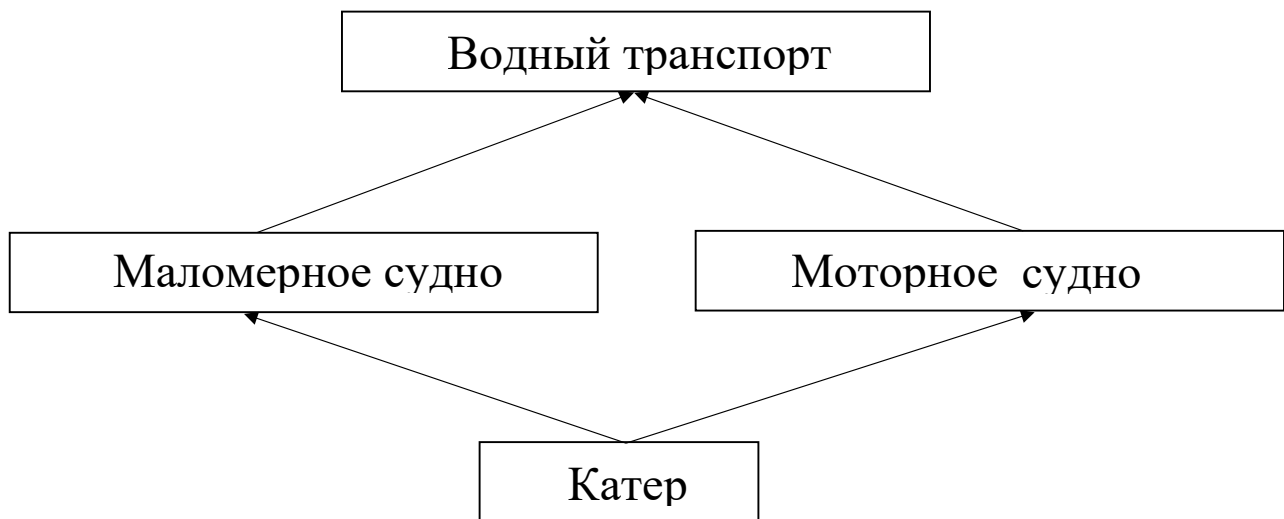 Водный транспорт
Маломерное судно
Моторное судно
Катер